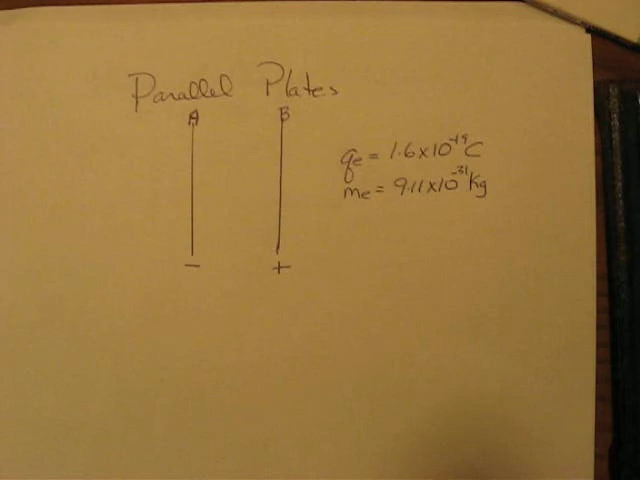 Parallel Plates
A B
qe = 1.6x10^-19 C
me = 9.11x10^-31 Kg
- +